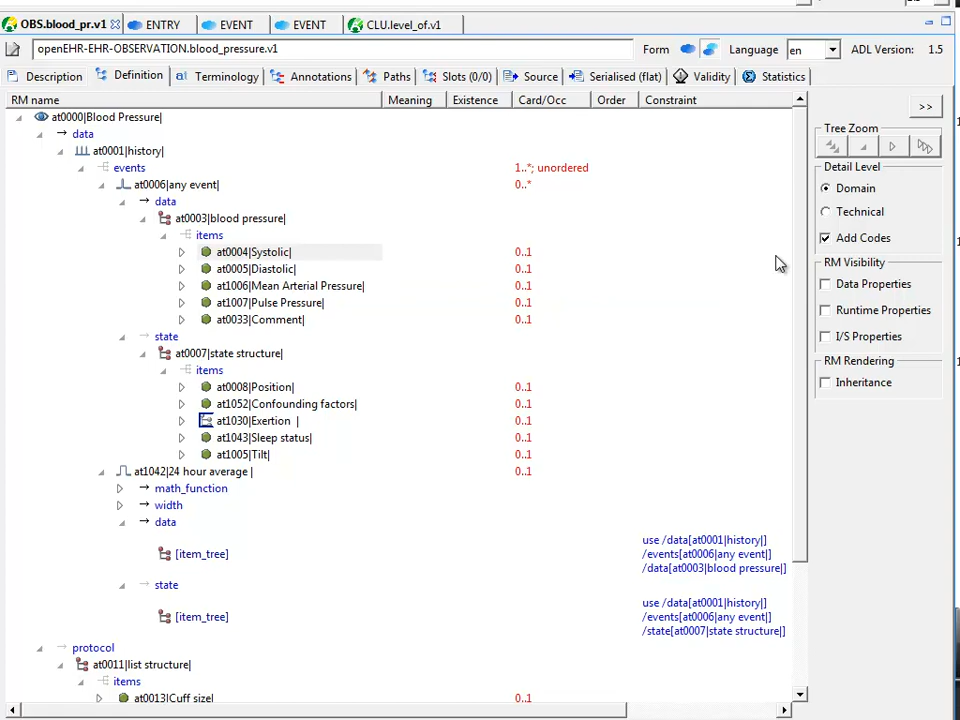 OBS.blood_pr.v1 ENTRY EVENT EVENT CLU.level_of.v1
openEHR-EHR-OBSERVATION.blood_pressure.v1 Form Language en ADL Version: 1.5
Description Definition Terminology Annotations Paths Slots (0/0) Source Serialised (flat) Validity Statistics
RM name Meaning Existence Card/Occ Order Constraint
>>
at0000|Blood Pressure|
data
at0001|history|
events 1..*; unordered
at0006|any event| 0..*
data
at0003|blood pressure|
items
at0004|Systolic| 0..1
at0005|Diastolic| 0..1
at1006|Mean Arterial Pressure| 0..1
at1007|Pulse Pressure| 0..1
at0033|Comment| 0..1
state
at0007|state structure|
items
at0008|Position| 0..1
at1052|Confounding factors| 0..1
at1030|Exertion | 0..1
at1043|Sleep status| 0..1
at1005|Tilt| 0..1
at1042|24 hour average | 0..1
math_function
width
data
[item_tree]
use /data[at0001|history|]
/events[at0006|any event|]
/data[at0003|blood pressure|]
state
[item_tree]
use /data[at0001|history|]
/events[at0006|any event|]
/state[at0007|state structure|]
protocol
at0011|list structure|
items
at0013|Cuff size| 0..1
Tree Zoom
Detail Level
Domain
Technical
Add Codes
RM Visibility
Data Properties
Runtime Properties
I/S Properties
RM Rendering
Inheritance